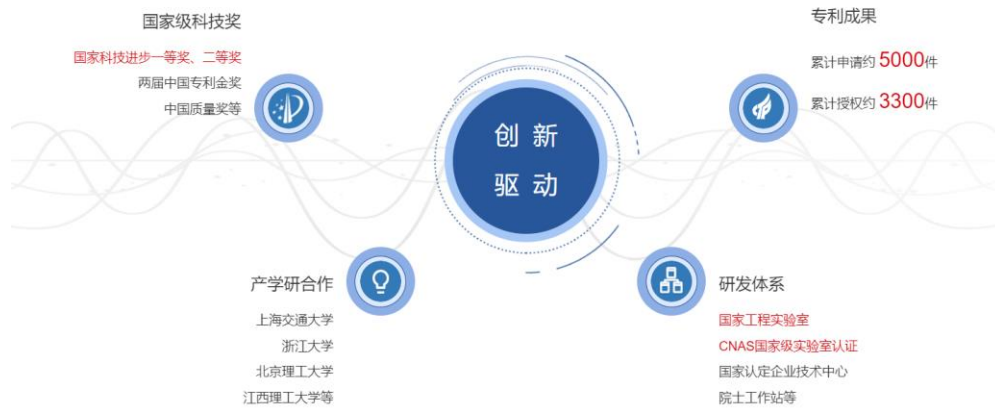 国家级科技奖
国家科技进步一等奖、二等奖
两届中国专利金奖
中国质量奖等
专利成果
累计申请约 5000件
累计授权约 3300件
创 新
驱 动
产学研合作
上海交通大学
浙江大学
北京理工大学
江西理工大学等
研发体系
国家工程实验室
CNAS国家级实验室认证
国家认定企业技术中心
院士工作站等